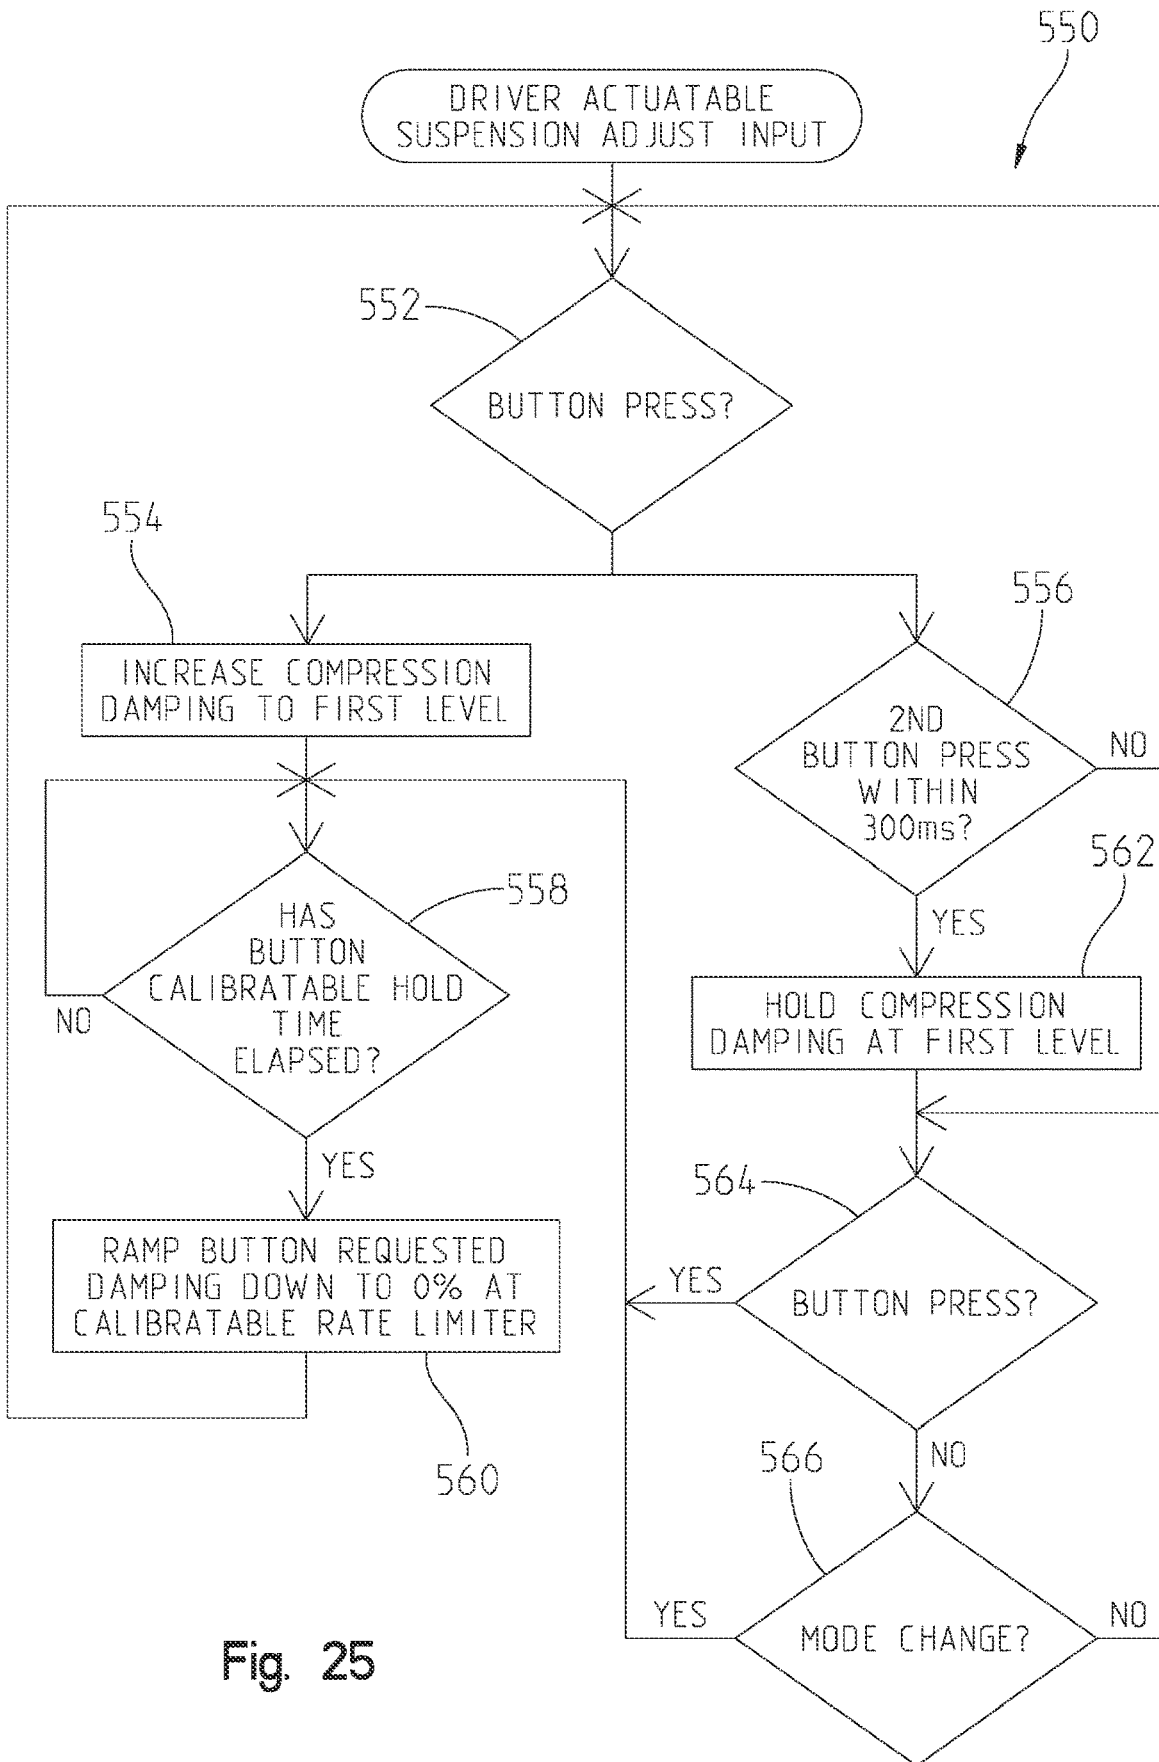 550
DRIVER ACTUATABLE
SUSPENSION ADJUST INPUT
552
BUTTON PRESS?
554
INCREASE COMPRESSION
DAMPING TO FIRST LEVEL
556
2ND
BUTTON PRESS
WITHIN
300ms?
NO
YES
558
HAS
BUTTON
CALIBRATABLE HOLD
TIME
ELAPSED?
NO
YES
562
HOLD COMPRESSION
DAMPING AT FIRST LEVEL
RAMP BUTTON REQUESTED
DAMPING DOWN TO 0% AT
CALIBRATABLE RATE LIMITER
560
564
BUTTON PRESS?
YES
NO
566
MODE CHANGE?
YES
NO
Fig. 25